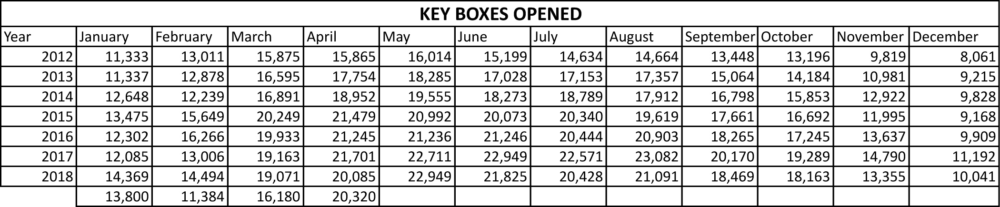 KEY BOXES OPENED
Year January February March April May June July August September October November December
2012 11,333 13,011 15,875 15,865 16,014 15,199 14,634 14,664 13,448 13,196 9,819 8,061
2013 11,337 12,878 16,595 17,754 18,285 17,028 17,153 17,357 15,064 14,184 10,981 9,215
2014 12,648 12,239 16,891 18,952 19,555 18,273 18,789 17,912 16,798 15,853 12,922 9,828
2015 13,475 15,649 20,249 21,479 20,992 20,073 20,340 19,619 17,661 16,692 11,995 9,168
2016 12,302 16,266 19,933 21,245 21,236 21,246 20,444 20,903 18,265 17,245 13,637 9,909
2017 12,085 13,006 19,163 21,701 22,711 22,949 22,571 23,082 20,170 19,289 14,790 11,192
2018 14,369 14,494 19,071 20,085 22,949 21,825 20,428 21,091 18,469 18,163 13,355 10,041
13,800 11,384 16,180 20,320